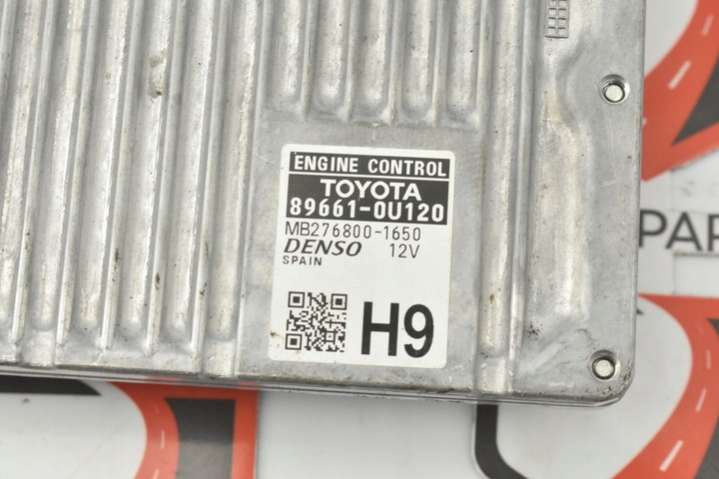 ENGINE CONTROL
TOYOTA
89661-0U120
MB276800-1650
DENSO 12V
SPAIN
H9
PAR